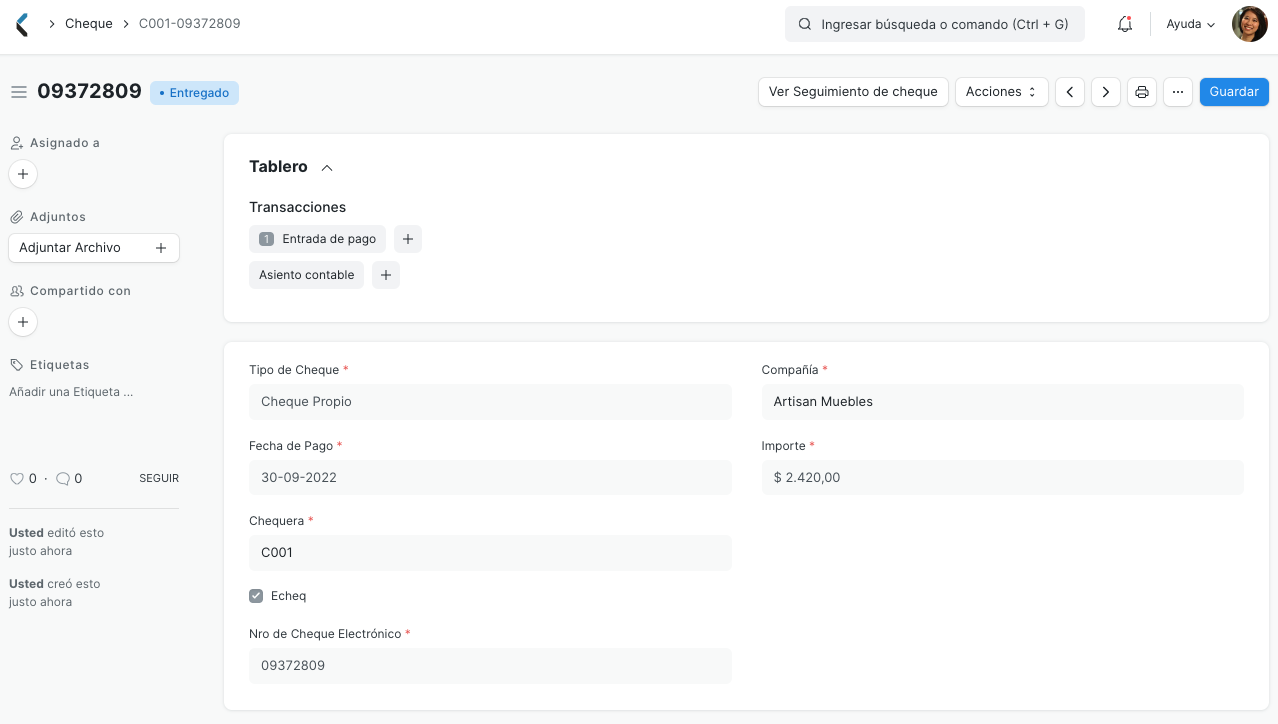 Cheque
C001-09372809
Ingresar búsqueda o comando (Ctrl + G)
Ayuda
09372809
• Entregado
Ver Seguimiento de cheque
Acciones
Guardar
Asignado a
Adjuntos
Adjuntar Archivo
Compartido con
Etiquetas
Añadir una Etiqueta ...
0 · 0
SEGUIR
Usted editó esto
justo ahora
Usted creó esto
justo ahora
Tablero
Transacciones
1 Entrada de pago
Asiento contable
Tipo de Cheque *
Cheque Propio
Compañía *
Artisan Muebles
Fecha de Pago *
30-09-2022
Importe *
$ 2.420,00
Chequera *
C001
Echeq
Nro de Cheque Electrónico *
09372809